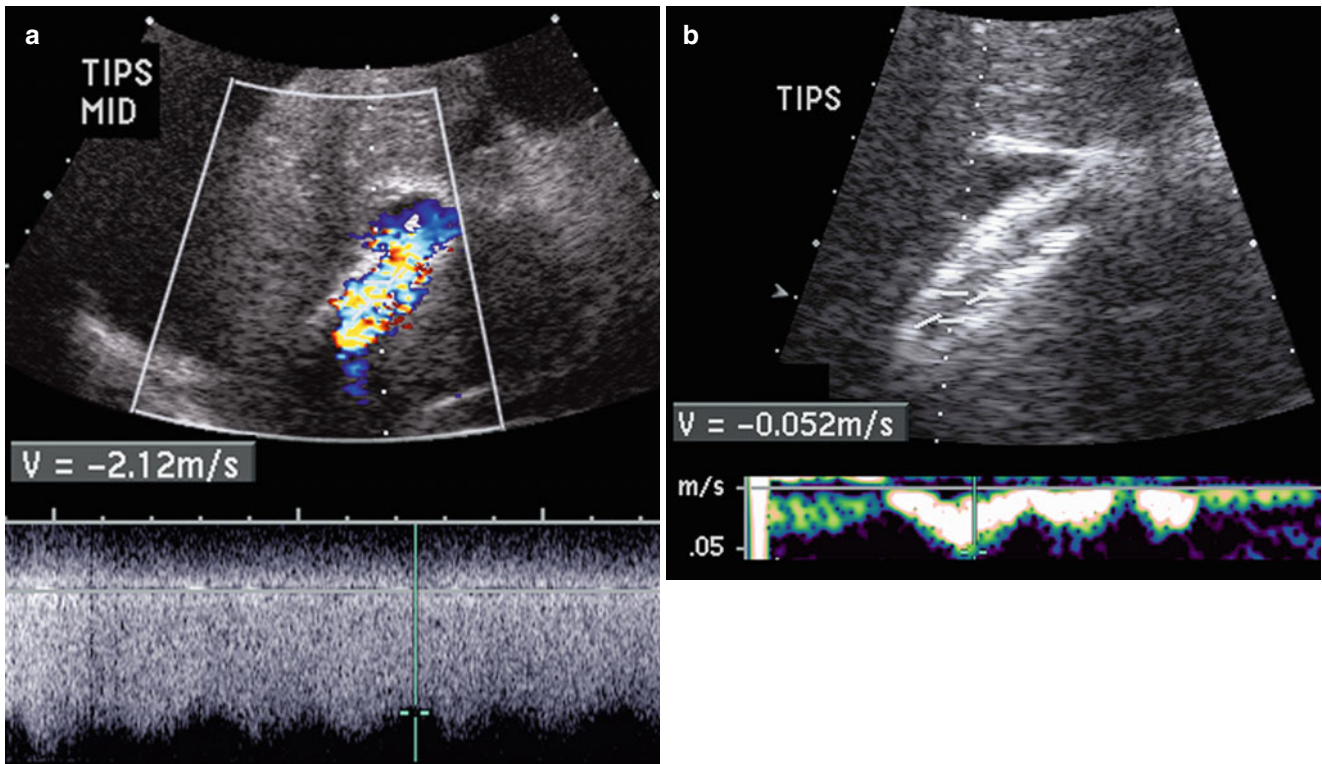 a
TIPS
MID
V = -2.12m/s
b
TIPS
V = -0.052m/s
m/s
.05